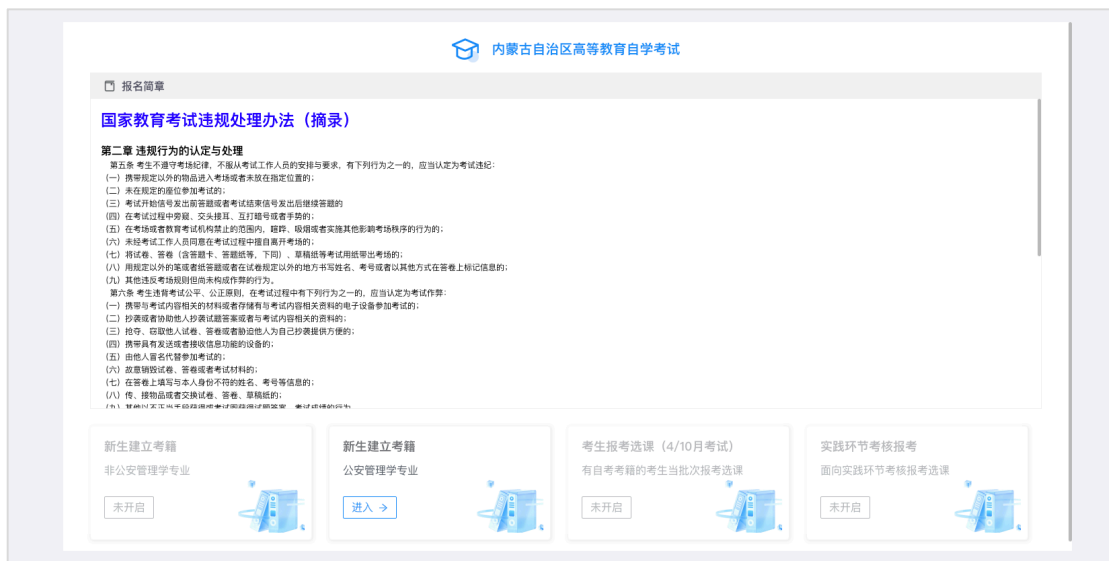 内蒙古自治区高等教育自学考试
报名简章
国家教育考试违规处理办法（摘录）
第二章 违规行为的认定与处理
第五条 考生不遵守考场纪律，不服从考试工作人员的安排与要求，有下列行为之一的，应当认定为考试违纪：
（一）携带规定以外的物品进入考场或者未放在指定位置的；
（二）未在规定的座位参加考试的；
（三）考试开始信号发出前答题或者考试结束信号发出后继续答题的
（四）在考试过程中旁窥、交头接耳、互打暗号或者手势的；
（五）在考场或者教育考试机构禁止的范围内，喧哗、吸烟或者实施其他影响考场秩序的行为的；
（六）未经考试工作人员同意在考试过程中擅自离开考场的；
（七）将试卷、答卷（含答题卡、答题纸等，下同）、草稿纸等考试用纸带出考场的；
（八）用规定以外的笔或者纸答题或者在试卷规定以外的地方书写姓名、考号或者以其他方式在答卷上标记信息的；
（九）其他违反考场规则但尚未构成作弊的行为。
第六条 考生违背考试公平、公正原则，在考试过程中有下列行为之一的，应当认定为考试作弊：
（一）携带与考试内容相关的材料或者存储有与考试内容相关资料的电子设备参加考试的；
（二）抄袭或者协助他人抄袭试题答案或者与考试内容相关的资料的；
（三）抢夺、窃取他人试卷、答卷或者胁迫他人为自己抄袭提供方便的；
（四）携带具有发送或者接收信息功能的设备的；
（五）由他人冒名代替参加考试的；
（六）故意销毁试卷、答卷或者考试材料的；
（七）在答卷上填写与本人身份不符的姓名、考号等信息的；
（八）传、接物品或者交换试卷、答卷、草稿纸的；
（九）其他以不正当手段获得或者试图获得试题答案、考试成绩的行为
新生建立考籍
非公安管理学专业
未开启
新生建立考籍
公安管理学专业
进入 →
考生报考选课（4/10月考试）
有自考考籍的考生当批次报考选课
未开启
实践环节考核报考
面向实践环节考核报考选课
未开启